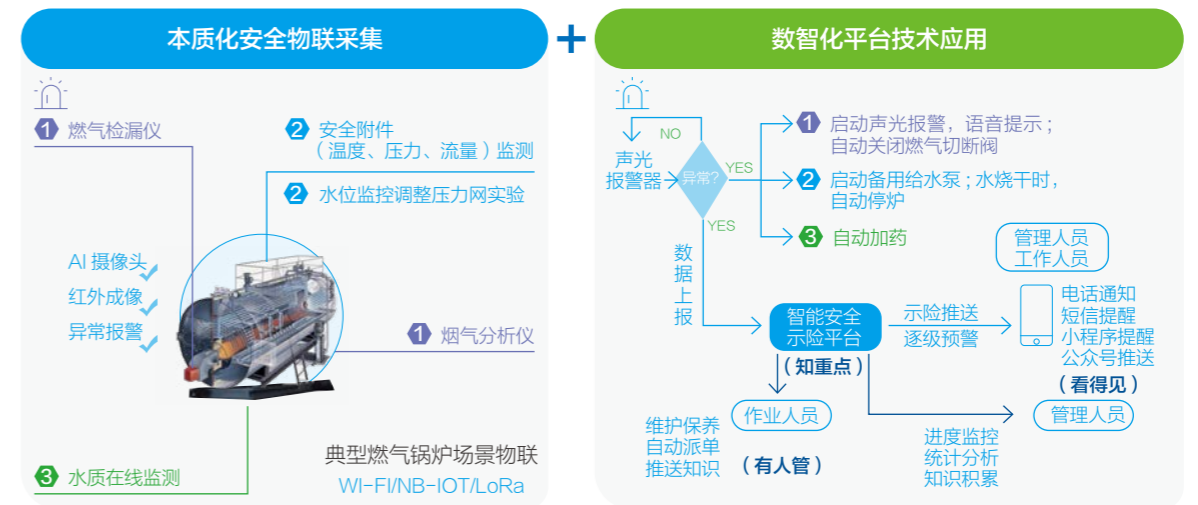 本质化安全物联采集
+
数智化平台技术应用
1 燃气检漏仪
2 安全附件
（温度、压力、流量）监测
2 水位监控调整压力网实验
AI 摄像头
红外成像
异常报警
1 烟气分析仪
3 水质在线监测
典型燃气锅炉场景物联
WI-FI/NB-IOT/LoRa
NO
声光
报警器
异常?
YES
YES
1 启动声光报警，语音提示；
自动关闭燃气切断阀
2 启动备用给水泵；水烧干时，
自动停炉
3 自动加药
数
据
上
报
管理人员
工作人员
智能安全
示险平台
（知重点）
示险推送
逐级预警
电话通知
短信提醒
小程序提醒
公众号推送
（看得见）
作业人员
维护保养
自动派单
推送知识
（有人管）
管理人员
进度监控
统计分析
知识积累